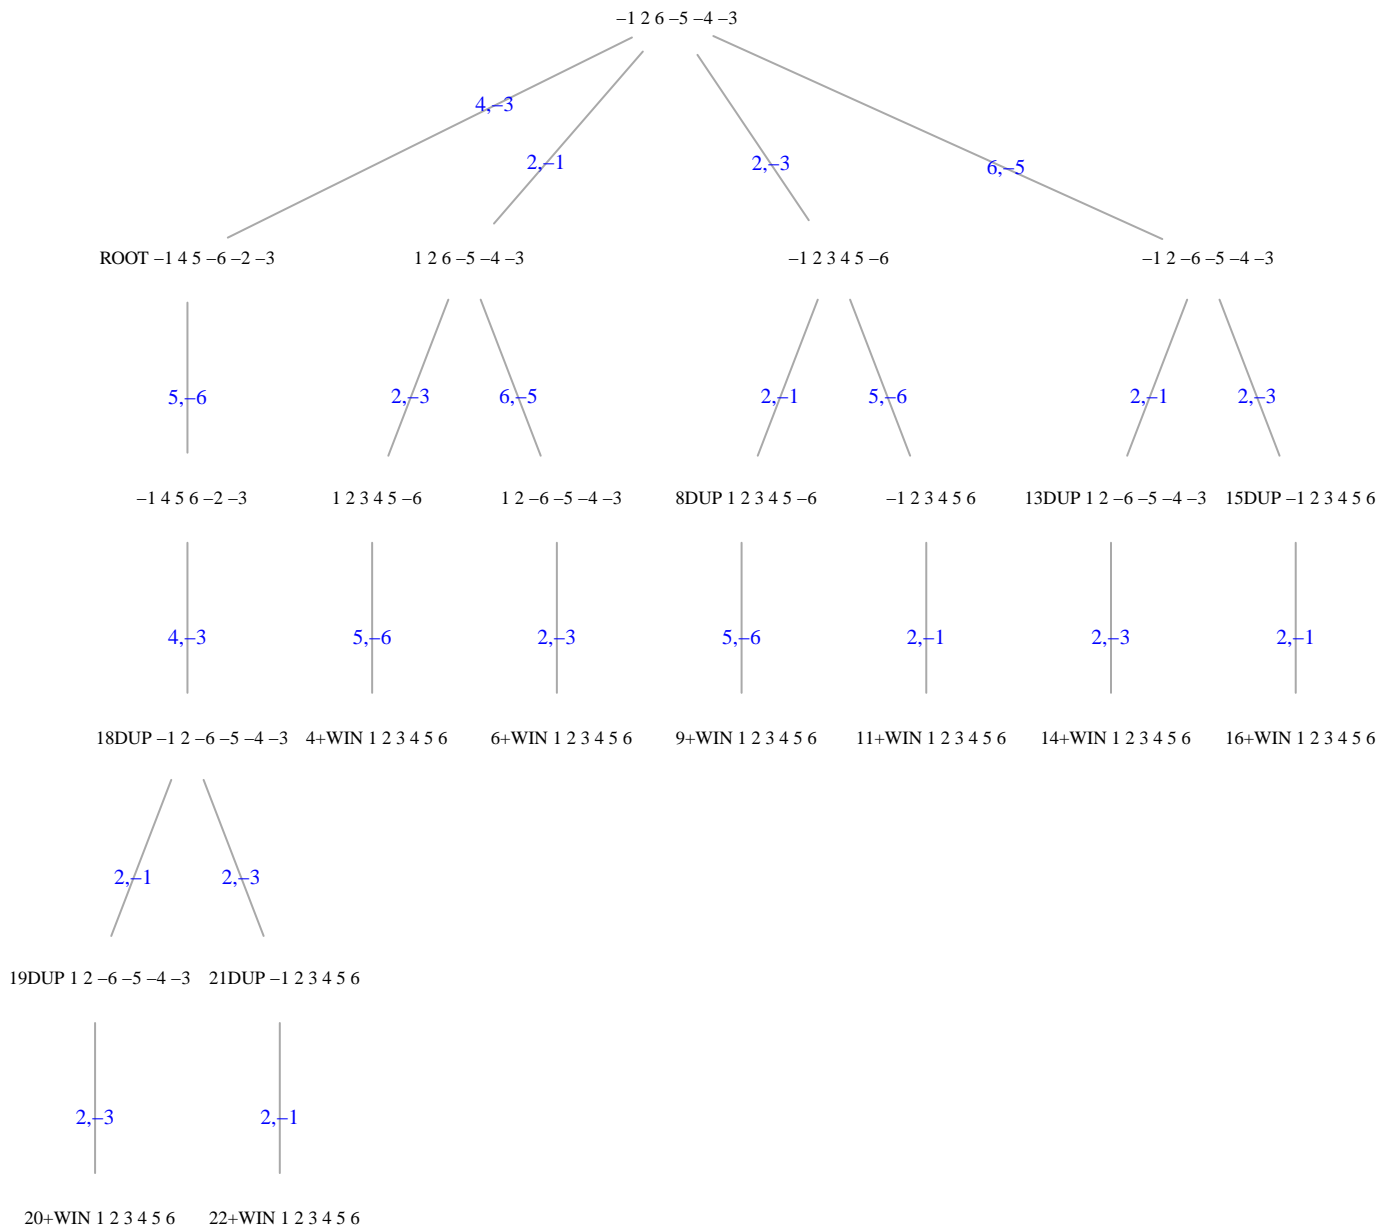 –1 2 6 –5 –4 –3
4,–3
2,–1
2,–3
6,–5
ROOT –1 4 5 –6 –2 –3
1 2 6 –5 –4 –3
–1 2 3 4 5 –6
–1 2 –6 –5 –4 –3
5,–6
2,–3
6,–5
2,–1
5,–6
2,–1
2,–3
–1 4 5 6 –2 –3
1 2 3 4 5 –6
1 2 –6 –5 –4 –3
8DUP 1 2 3 4 5 –6
–1 2 3 4 5 6
13DUP 1 2 –6 –5 –4 –3
15DUP –1 2 3 4 5 6
4,–3
5,–6
2,–3
5,–6
2,–1
2,–3
2,–1
18DUP –1 2 –6 –5 –4 –3
4+WIN 1 2 3 4 5 6
6+WIN 1 2 3 4 5 6
9+WIN 1 2 3 4 5 6
11+WIN 1 2 3 4 5 6
14+WIN 1 2 3 4 5 6
16+WIN 1 2 3 4 5 6
2,–1
2,–3
19DUP 1 2 –6 –5 –4 –3
21DUP –1 2 3 4 5 6
2,–3
2,–1
20+WIN 1 2 3 4 5 6
22+WIN 1 2 3 4 5 6